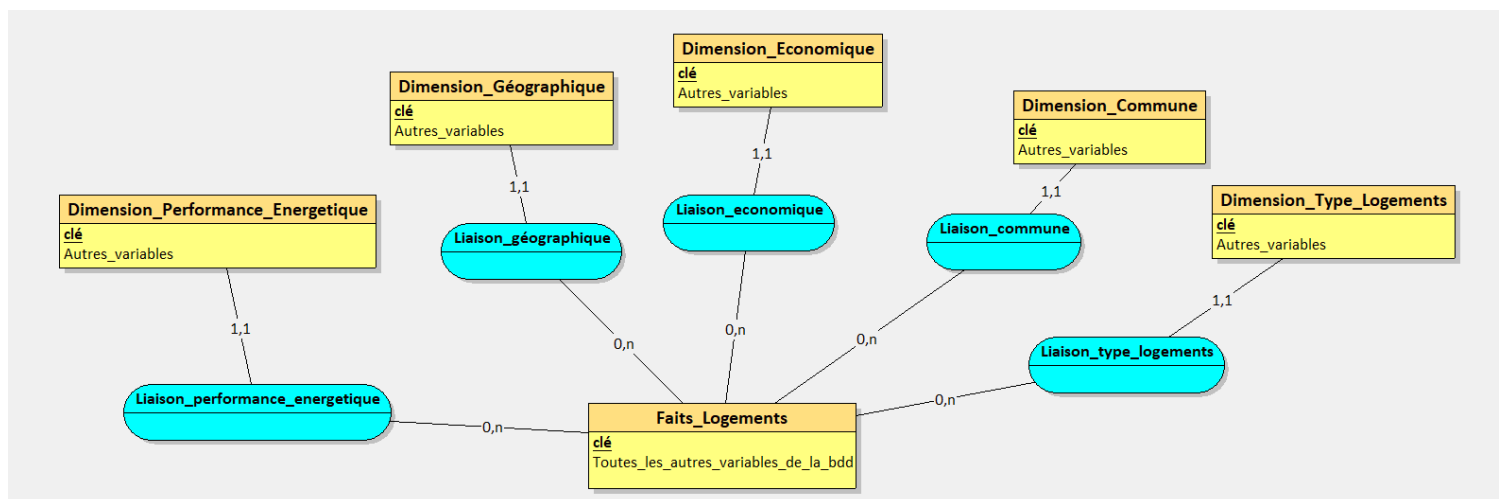 Dimension_Economique
clé
Autres_variables
Dimension_Géographique
clé
Autres_variables
Dimension_Commune
clé
Autres_variables
1,1
1,1
1,1
Dimension_Performance_Energetique
clé
Autres_variables
Dimension_Type_Logements
clé
Autres_variables
Liaison_géographique
Liaison_economique
Liaison_commune
1,1
1,1
0,n
0,n
0,n
Liaison_type_logements
Liaison_performance_energetique
0,n
0,n
Faits_Logements
clé
Toutes_les_autres_variables_de_la_bdd